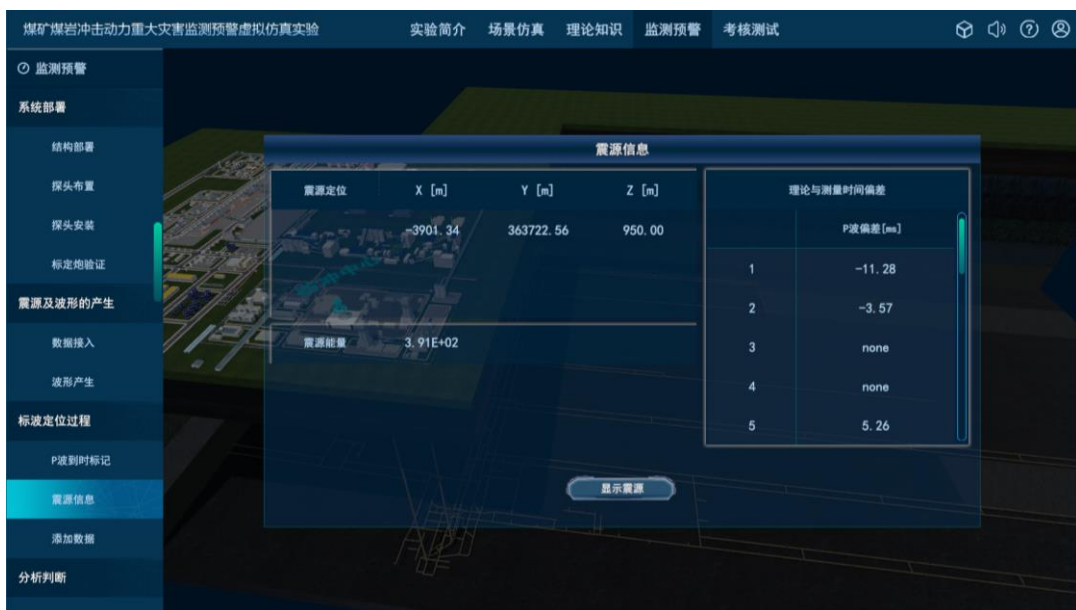 煤矿煤岩冲击动力重大灾害监测预警虚拟仿真实验 实验简介 场景仿真 理论知识 监测预警 考核测试
监测预警
系统部署
结构部署
探头布置
探头安装
标定炮验证
震源及波形的产生
数据接入
波形产生
标波定位过程
P波到时标记
震源信息
添加数据
分析判断
震源信息
震源定位 X [m] Y [m] Z [m]
-3901.34 363722.56 950.00
震源能量 3.91E+02
理论与测量时间偏差
P波偏差[ms]
1 -11.28
2 -3.57
3 none
4 none
5 5.26
显示震源